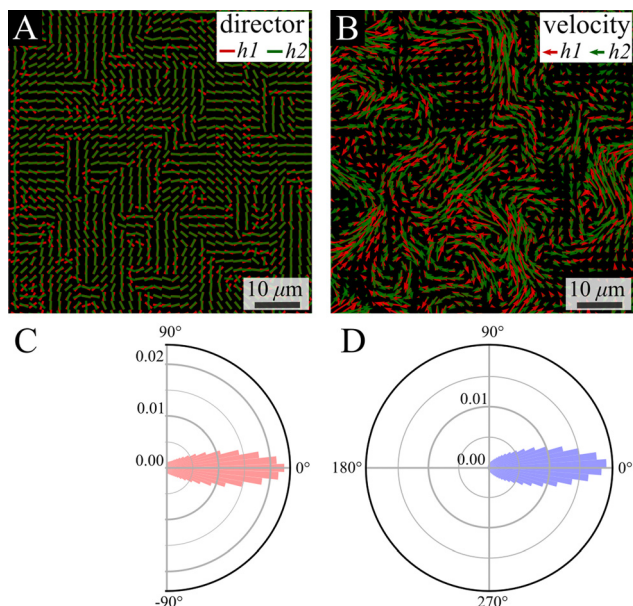 A
director
h1 h2
10 μm
B
velocity
h1 h2
10 μm
C
90°
0.02
0.01
0.00
0°
-90°
D
90°
0.01
0.00
180°
0°
270°